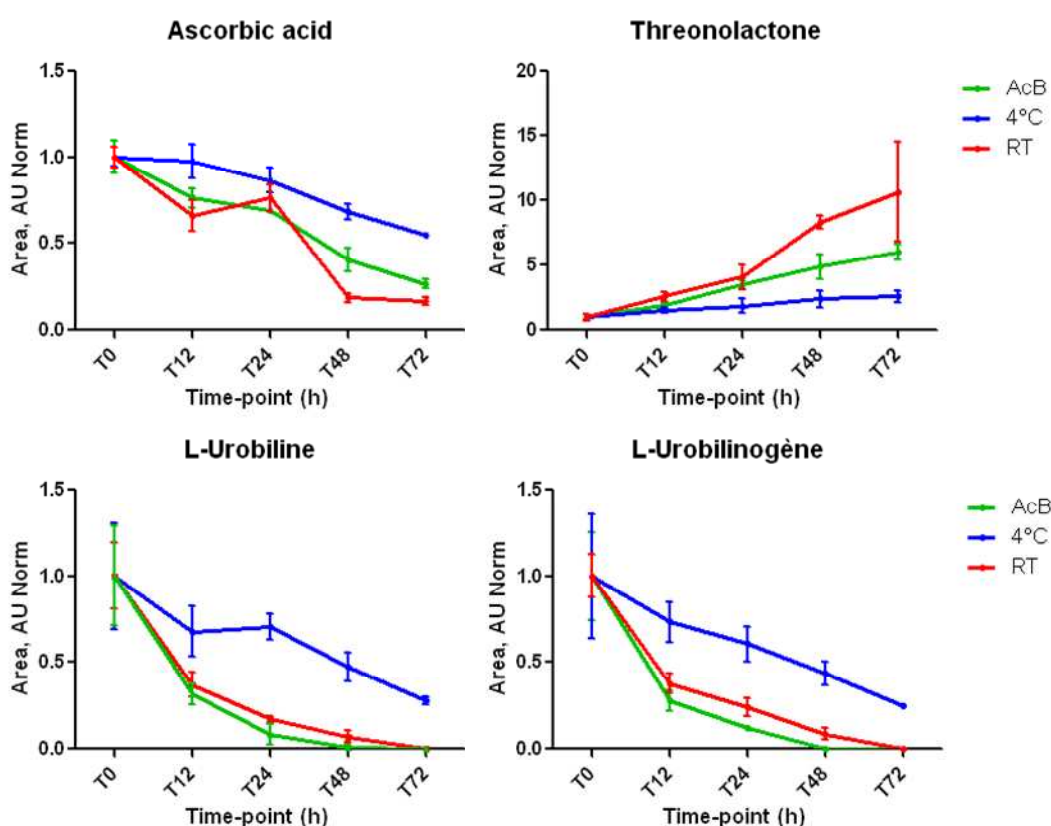 Ascorbic acid
Threonolactone
Area, AU Norm
1.5
1.0
0.5
0.0
T0
T12
T24
T48
T72
Time-point (h)
Area, AU Norm
20
15
10
5
0
T0
T12
T24
T48
T72
Time-point (h)
AcB
4°C
RT
L-Urobiline
L-Urobilinogène
Area, AU Norm
1.5
1.0
0.5
0.0
T0
T12
T24
T48
T72
Time-point (h)
Area, AU Norm
1.5
1.0
0.5
0.0
T0
T12
T24
T48
T72
Time-point (h)
AcB
4°C
RT